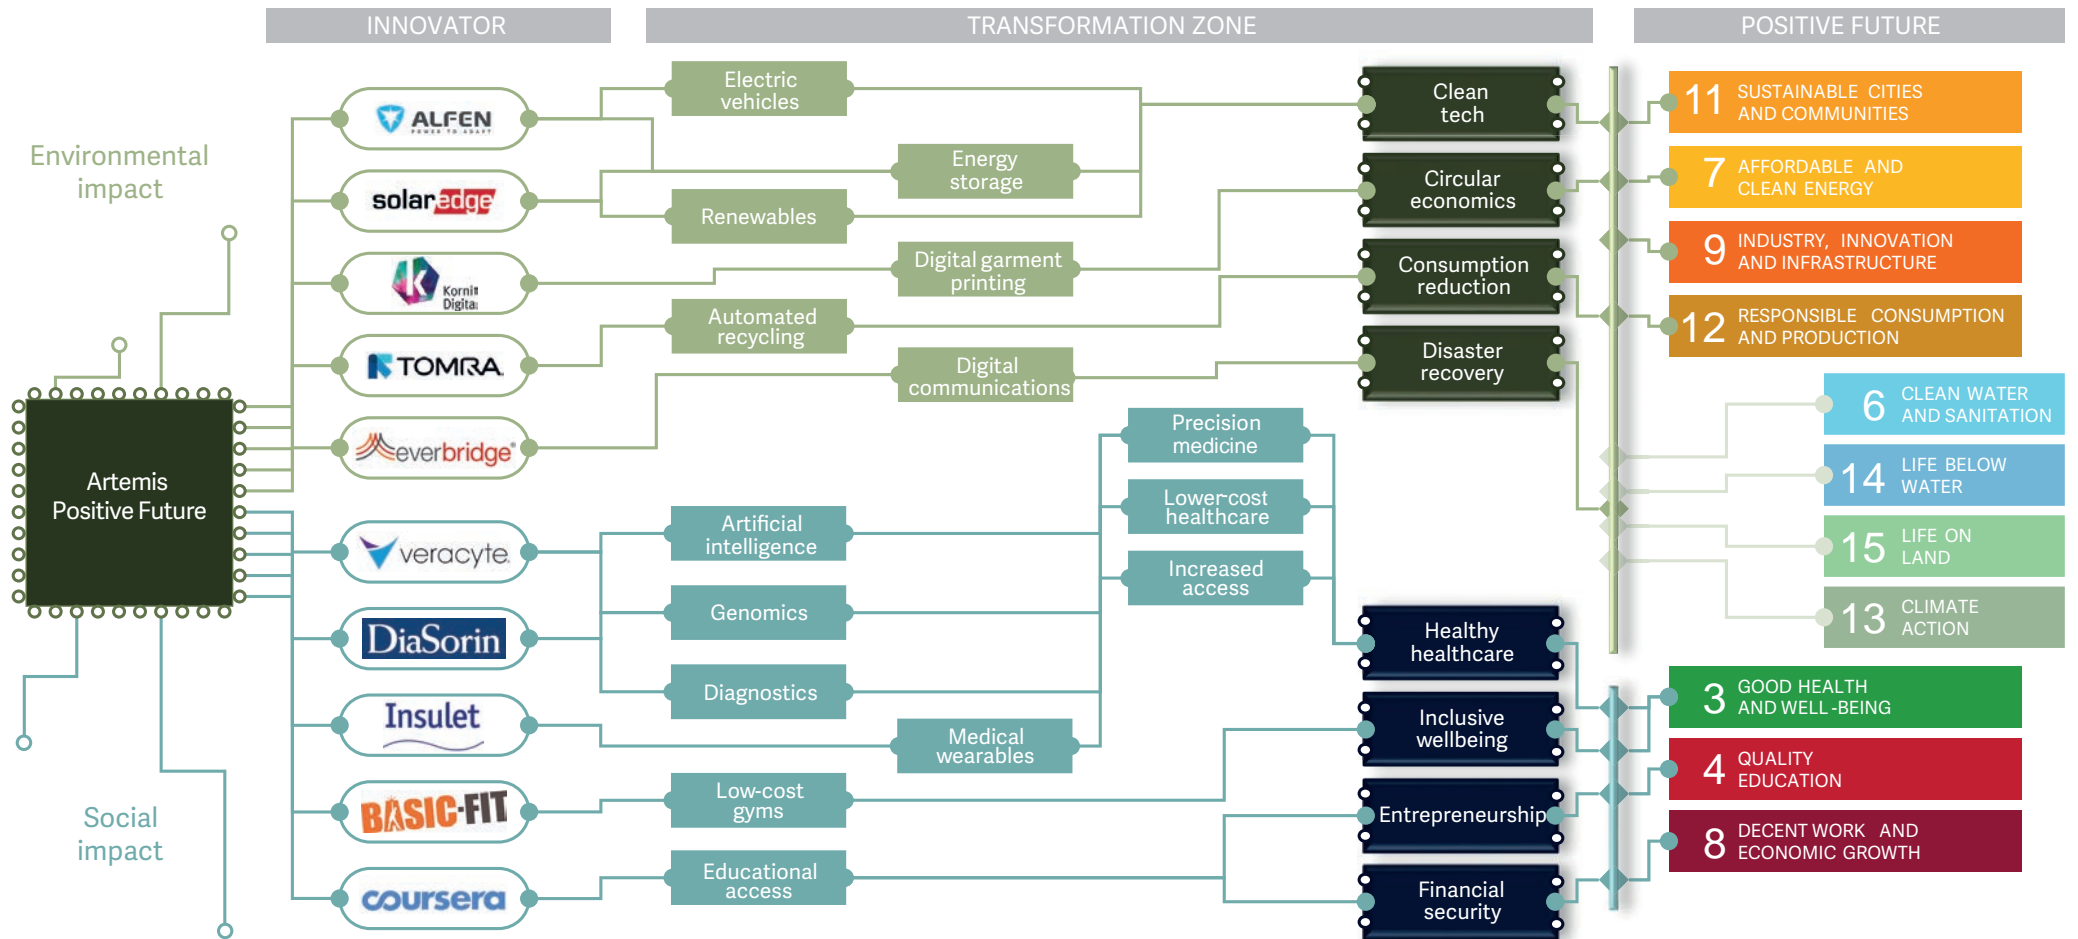 INNOVATOR
TRANSFORMATION ZONE
POSITIVE FUTURE
Environmental
impact
Social
impact
Artemis
Positive Future
ALFEN
POWER TO ADAPT
solaredge
Kornit
Digital
TOMRA
everbridge®
veracyte
DiaSorin
Insulet
BASIC-FIT
coursera
Electric
vehicles
Energy
storage
Renewables
Digital garment
printing
Automated
recycling
Digital
communications
Precision
medicine
Lower-cost
healthcare
Increased
access
Artificial
intelligence
Genomics
Diagnostics
Medical
wearables
Low-cost
gyms
Educational
access
Clean
tech
Circular
economics
Consumption
reduction
Disaster
recovery
Healthy
healthcare
Inclusive
wellbeing
Entrepreneurship
Financial
security
11 SUSTAINABLE CITIES
AND COMMUNITIES
7 AFFORDABLE AND
CLEAN ENERGY
9 INDUSTRY, INNOVATION
AND INFRASTRUCTURE
12 RESPONSIBLE CONSUMPTION
AND PRODUCTION
6 CLEAN WATER
AND SANITATION
14 LIFE BELOW
WATER
15 LIFE ON
LAND
13 CLIMATE
ACTION
3 GOOD HEALTH
AND WELL-BEING
4 QUALITY
EDUCATION
8 DECENT WORK AND
ECONOMIC GROWTH